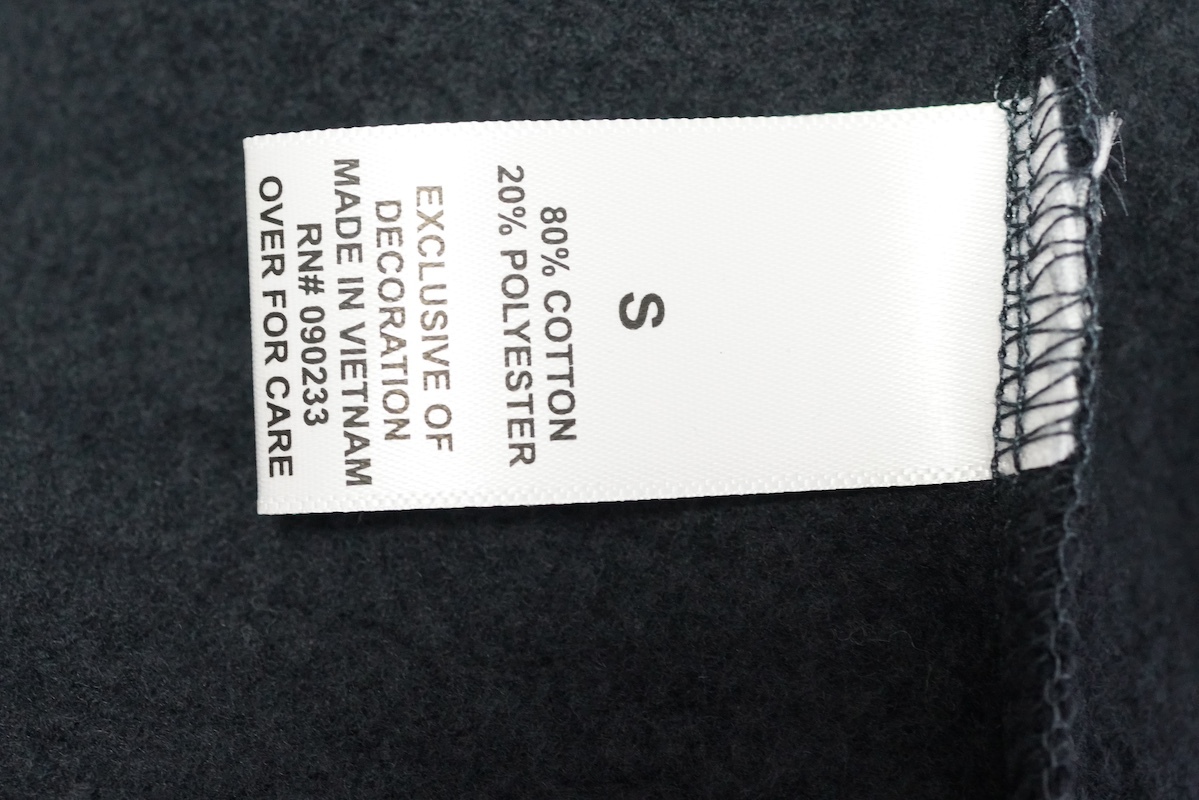 S
80% COTTON
20% POLYESTER
EXCLUSIVE OF
DECORATION
MADE IN VIETNAM
RN# 090233
OVER FOR CARE